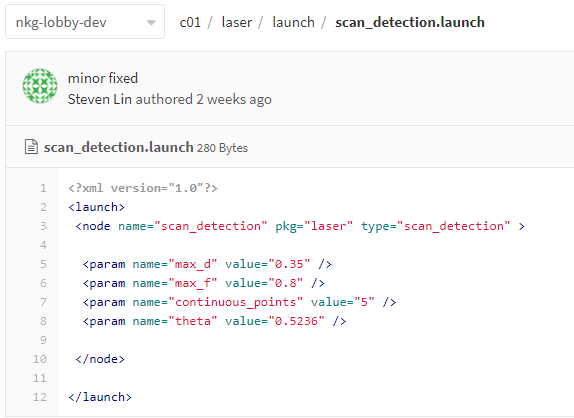 nkg-lobby-dev c01 / laser / launch / scan_detection.launch
minor fixed
Steven Lin authored 2 weeks ago
scan_detection.launch 280 Bytes
1 <?xml version="1.0"?>
2 <launch>
3 <node name="scan_detection" pkg="laser" type="scan_detection" >
4
5 <param name="max_d" value="0.35" />
6 <param name="max_f" value="0.8" />
7 <param name="continuous_points" value="5" />
8 <param name="theta" value="0.5236" />
9
10 </node>
11
12 </launch>